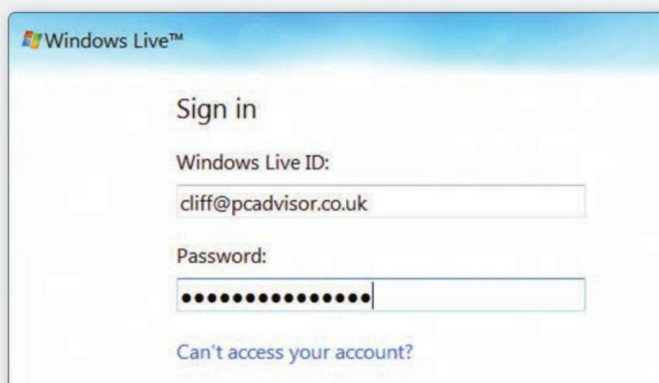 Windows Live™
Sign in
Windows Live ID:
cliff@pcadvisor.co.uk
Password:
●●●●●●●●●●●●●●●
Can't access your account?